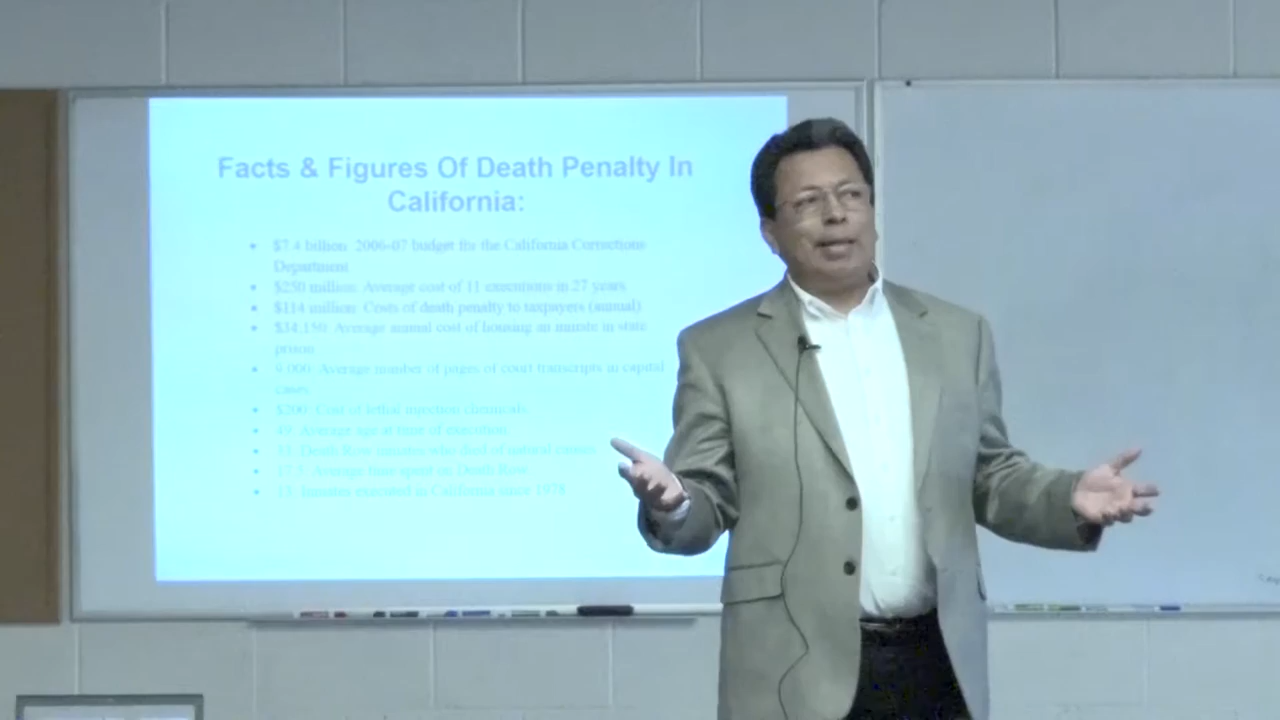 Facts & Figures Of Death Penalty In
California:
• $7.4 billion: 2006-07 budget for the California Corrections
Department
• $250 million: Average cost of 11 executions in 27 years
• $114 million: Costs of death penalty to taxpayers (annual)
• $34,150: Average annual cost of housing an inmate in state
prison
• 9,000: Average number of pages of court transcripts in capital
cases
• $200: Cost of lethal injection chemicals
• 49: Average age at time of execution
• Death Row inmates who died of natural causes
• 17.5: Average time spent on Death Row
• 13: Inmates executed in California since 1978